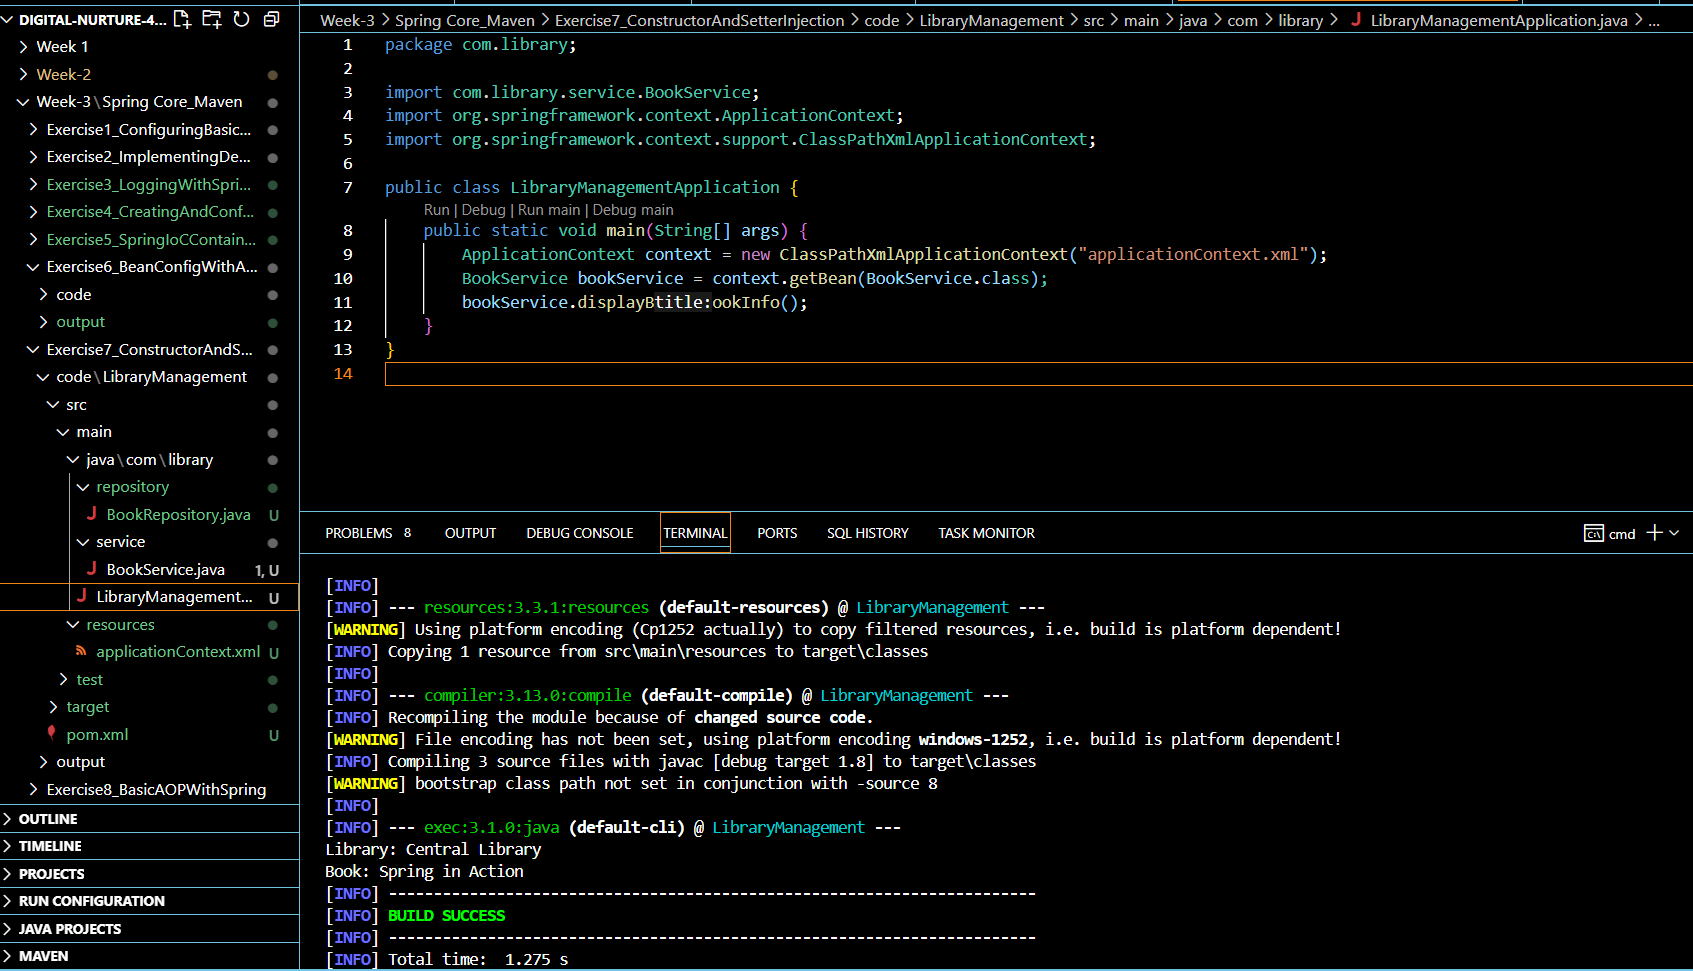 DIGITAL-NURTURE-4...
Week 1
Week-2
Week-3\Spring Core_Maven
Exercise1_ConfiguringBasic...
Exercise2_ImplementingDe...
Exercise3_LoggingWithSpri...
Exercise4_CreatingAndConf...
Exercise5_SpringIoCContain...
Exercise6_BeanConfigWithA...
code
output
Exercise7_ConstructorAndS...
code\LibraryManagement
src
main
java\com\library
repository
BookRepository.java U
service
BookService.java 1, U
LibraryManagement... U
resources
applicationContext.xml U
test
target
pom.xml U
output
Exercise8_BasicAOPWithSpring
OUTLINE
TIMELINE
PROJECTS
RUN CONFIGURATION
JAVA PROJECTS
MAVEN
Week-3 > Spring Core_Maven > Exercise7_ConstructorAndSetterInjection > code > LibraryManagement > src > main > java > com > library > J LibraryManagementApplication.java > ...
1 package com.library;
2
3 import com.library.service.BookService;
4 import org.springframework.context.ApplicationContext;
5 import org.springframework.context.support.ClassPathXmlApplicationContext;
6
7 public class LibraryManagementApplication {
Run | Debug | Run main | Debug main
8 public static void main(String[] args) {
9 ApplicationContext context = new ClassPathXmlApplicationContext("applicationContext.xml");
10 BookService bookService = context.getBean(BookService.class);
11 bookService.displayBtitle:ookInfo();
12 }
13 }
14
PROBLEMS 8 OUTPUT DEBUG CONSOLE TERMINAL PORTS SQL HISTORY TASK MONITOR cmd
[INFO]
[INFO] --- resources:3.3.1:resources (default-resources) @ LibraryManagement ---
[WARNING] Using platform encoding (Cp1252 actually) to copy filtered resources, i.e. build is platform dependent!
[INFO] Copying 1 resource from src\main\resources to target\classes
[INFO]
[INFO] --- compiler:3.13.0:compile (default-compile) @ LibraryManagement ---
[INFO] Recompiling the module because of changed source code.
[WARNING] File encoding has not been set, using platform encoding windows-1252, i.e. build is platform dependent!
[INFO] Compiling 3 source files with javac [debug target 1.8] to target\classes
[WARNING] bootstrap class path not set in conjunction with -source 8
[INFO]
[INFO] --- exec:3.1.0:java (default-cli) @ LibraryManagement ---
Library: Central Library
Book: Spring in Action
[INFO] ------------------------------------------------------------------------
[INFO] BUILD SUCCESS
[INFO] ------------------------------------------------------------------------
[INFO] Total time:  1.275 s